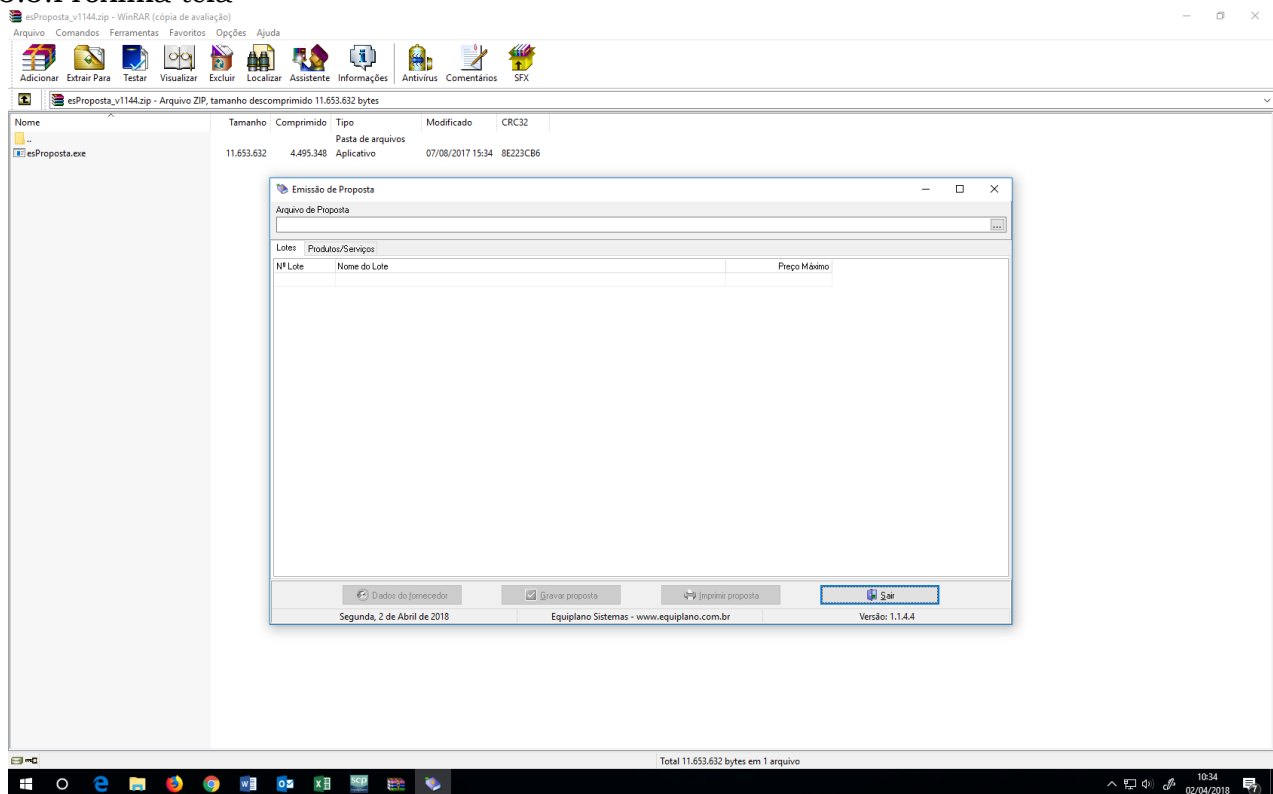 esProposta_v1144.zip - WinRAR (cópia de avaliação)
Arquivo Comandos Ferramentas Favoritos Opções Ajuda
Adicionar Extrair Para Testar Visualizar Excluir Localizar Assistente Informações Antivírus Comentários SFX
esProposta_v1144.zip - Arquivo ZIP, tamanho descomprimido 11.653.632 bytes
Nome Tamanho Comprimido Tipo Modificado CRC32
.. Pasta de arquivos
esProposta.exe 11.653.632 4.495.348 Aplicativo 07/08/2017 15:34 8E223CB6
Emissão de Proposta
Arquivo de Proposta
...
Lotes Produtos/Serviços
Nº Lote Nome do Lote Preço Máximo
Dados do fornecedor Gravar proposta Imprimir proposta Sair
Segunda, 2 de Abril de 2018 Equiplano Sistemas - www.equiplano.com.br Versão: 1.1.4.4
Total 11.653.632 bytes em 1 arquivo
scp
10:34
02/04/2018